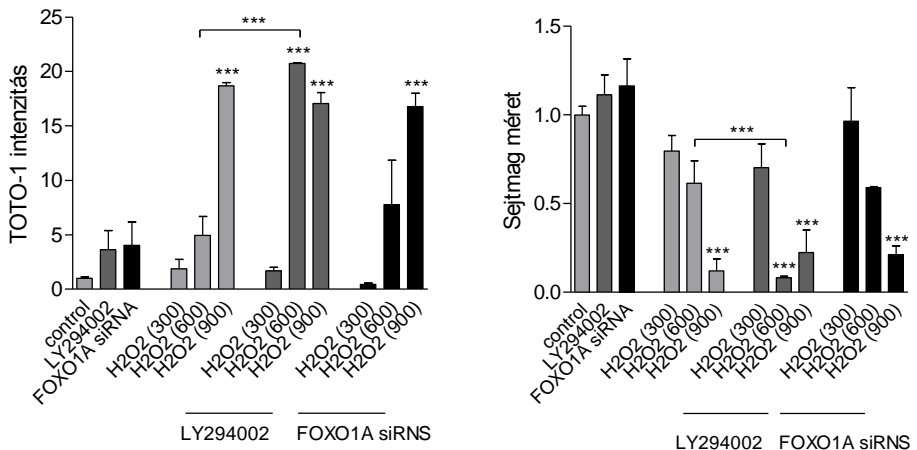 ***
***
***
***
***
25
20
15
10
5
0
TOTO-1 intenzitás
control
LY294002
FOXO1A siRNA
H2O2 (300)
H2O2 (600)
H2O2 (900)
H2O2 (300)
H2O2 (600)
H2O2 (900)
H2O2 (300)
H2O2 (600)
H2O2 (900)
LY294002
FOXO1A siRNS
***
***
***
***
***
1.5
1.0
0.5
0.0
Sejtmag méret
control
LY294002
FOXO1A siRNA
H2O2 (300)
H2O2 (600)
H2O2 (900)
H2O2 (300)
H2O2 (600)
H2O2 (900)
H2O2 (300)
H2O2 (600)
H2O2 (900)
LY294002
FOXO1A siRNS